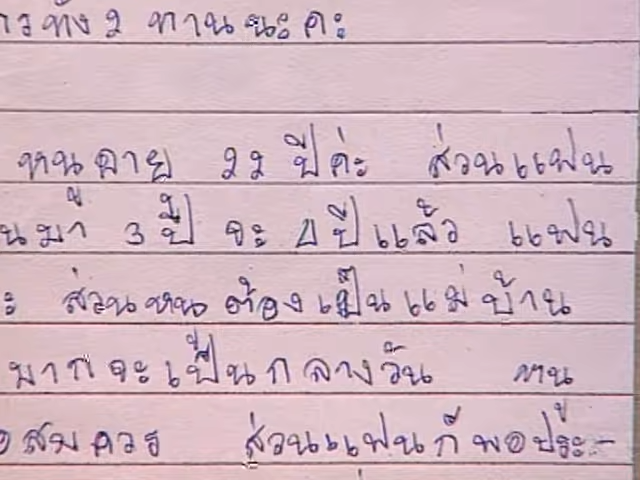 ทั้ง 2 ทานนะคะ
หนูอายุ 22 ปีค่ะ ส่วนแฟน
นมา 3 ปี จะ 4 ปีแล้ว แฟน
ส่วนหนูต้องเป็นแม่บ้าน
มากจะเป็นกลางวัน หนู
สมควร ส่วนแฟนก็พอประ-